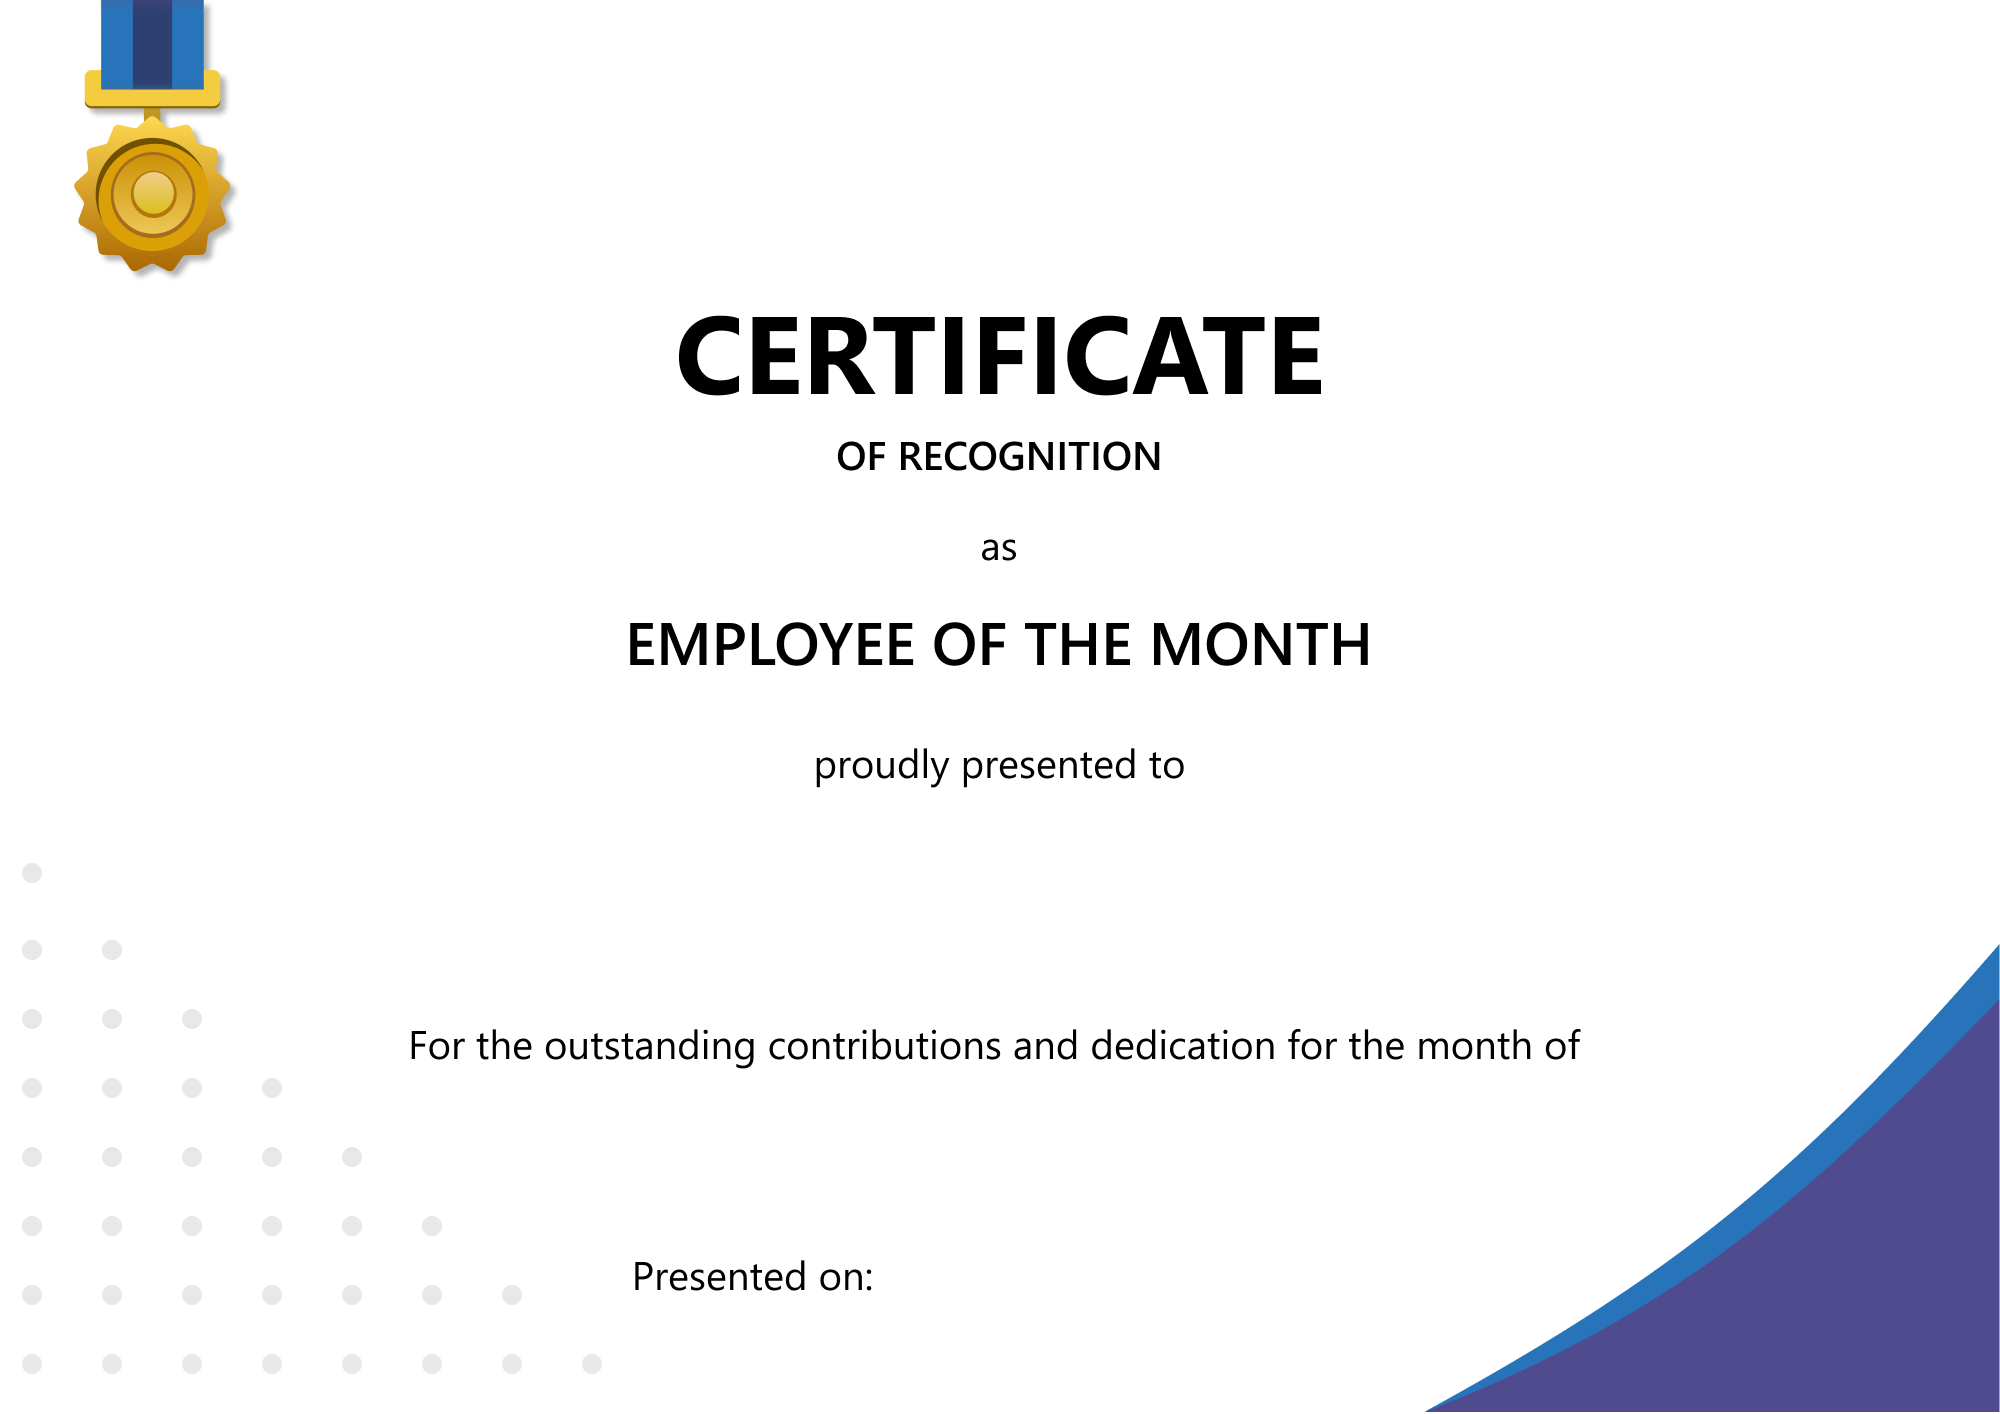 CERTIFICATE
OF RECOGNITION
as
EMPLOYEE OF THE MONTH
proudly presented to
For the outstanding contributions and dedication for the month of
Presented on: